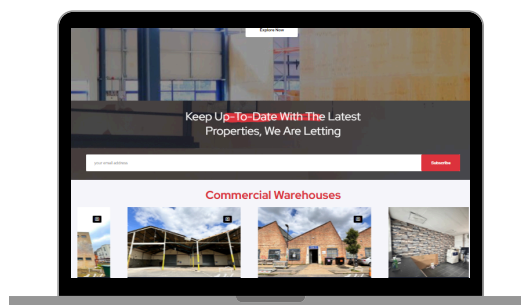 Explore Now
Keep Up-To-Date With The Latest
Properties, We Are Letting
your email address
Subscribe
Commercial Warehouses